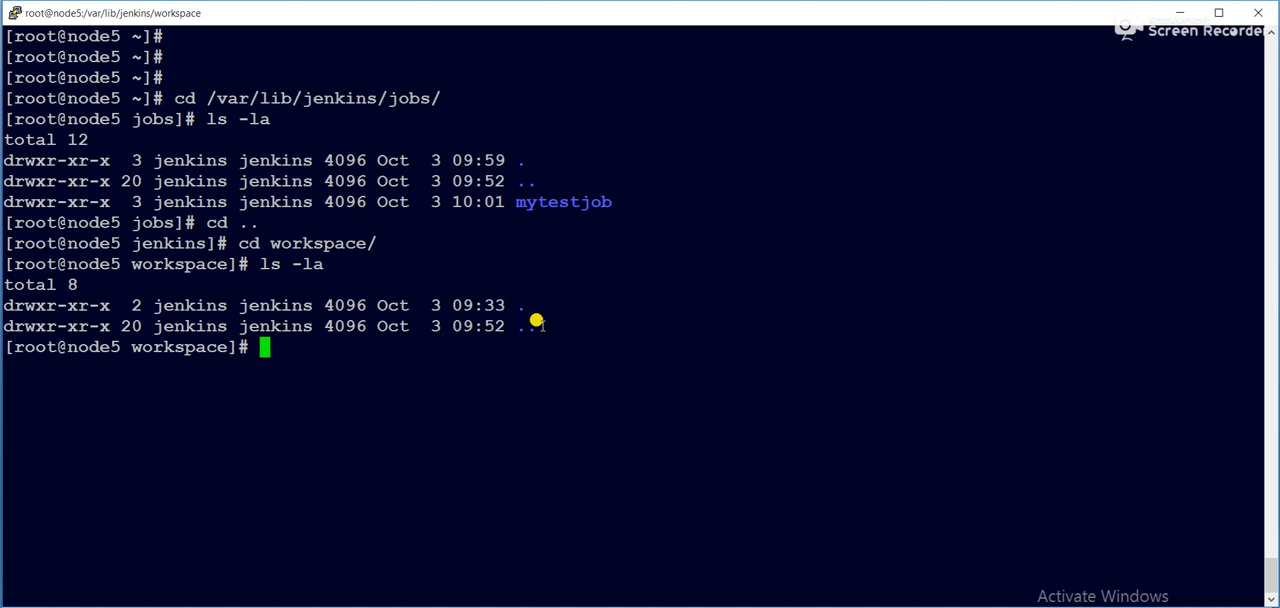 root@node5:/var/lib/jenkins/workspace
Screen Recorder
[root@node5 ~]#
[root@node5 ~]#
[root@node5 ~]#
[root@node5 ~]# cd /var/lib/jenkins/jobs/
[root@node5 jobs]# ls -la
total 12
drwxr-xr-x  3 jenkins jenkins 4096 Oct  3 09:59 .
drwxr-xr-x 20 jenkins jenkins 4096 Oct  3 09:52 ..
drwxr-xr-x  3 jenkins jenkins 4096 Oct  3 10:01 mytestjob
[root@node5 jobs]# cd ..
[root@node5 jenkins]# cd workspace/
[root@node5 workspace]# ls -la
total 8
drwxr-xr-x  2 jenkins jenkins 4096 Oct  3 09:33 .
drwxr-xr-x 20 jenkins jenkins 4096 Oct  3 09:52 ..
[root@node5 workspace]#
Activate Windows